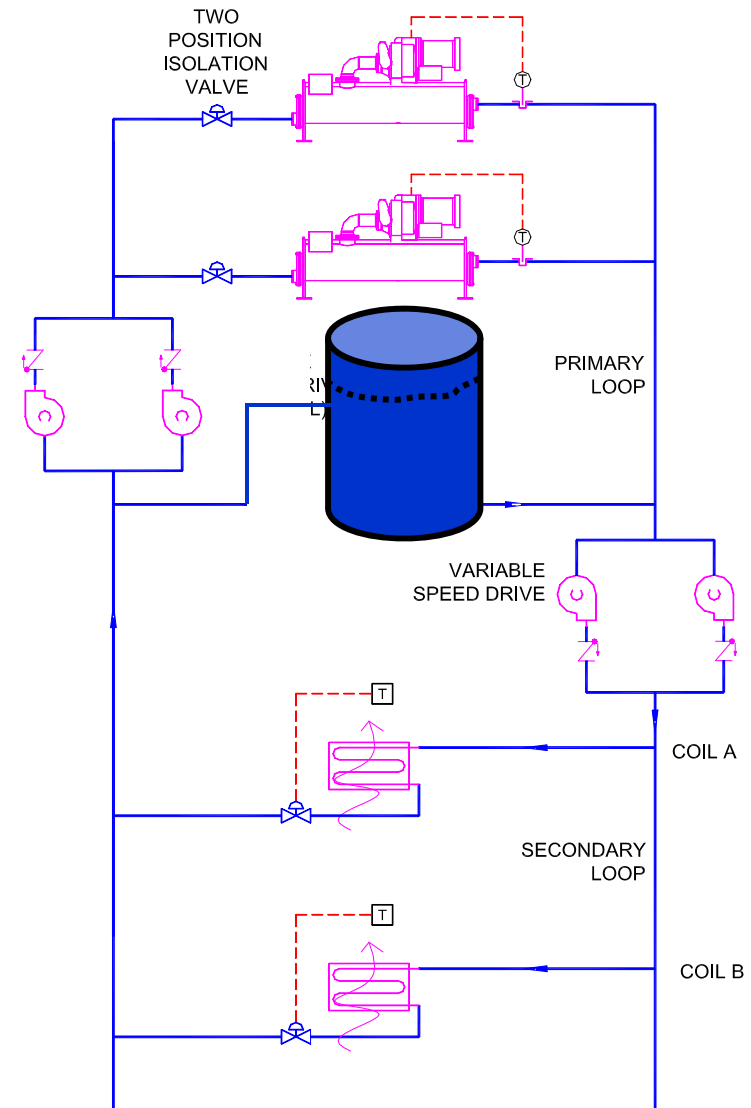 TWO
POSITION
ISOLATION
VALVE
T
T
PRIMARY
LOOP
VARIABLE
SPEED DRIVE
T
COIL A
SECONDARY
LOOP
T
COIL B